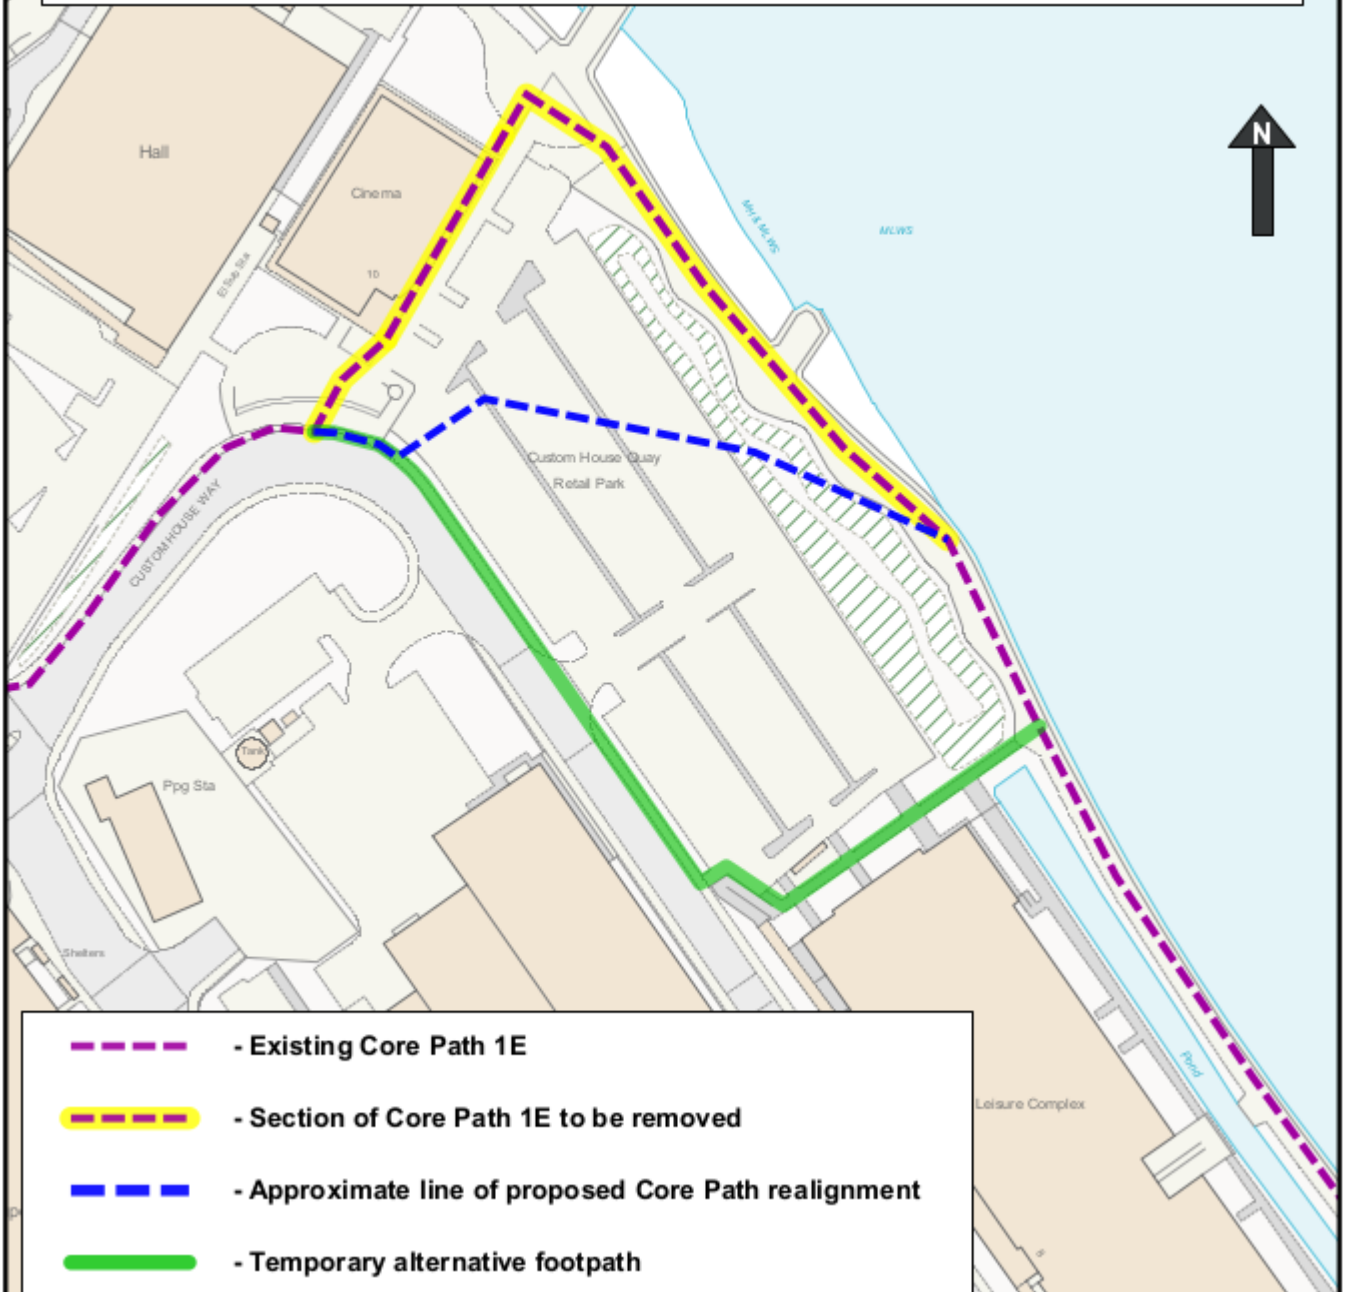 N
Hall
Cinema
10
El Sub Sta
MH & MLWS
MLWS
Custom House Quay
Retail Park
CUSTOM HOUSE WAY
Tank
Ppg Sta
Shelters
Pond
Leisure Complex
- Existing Core Path 1E
- Section of Core Path 1E to be removed
- Approximate line of proposed Core Path realignment
- Temporary alternative footpath